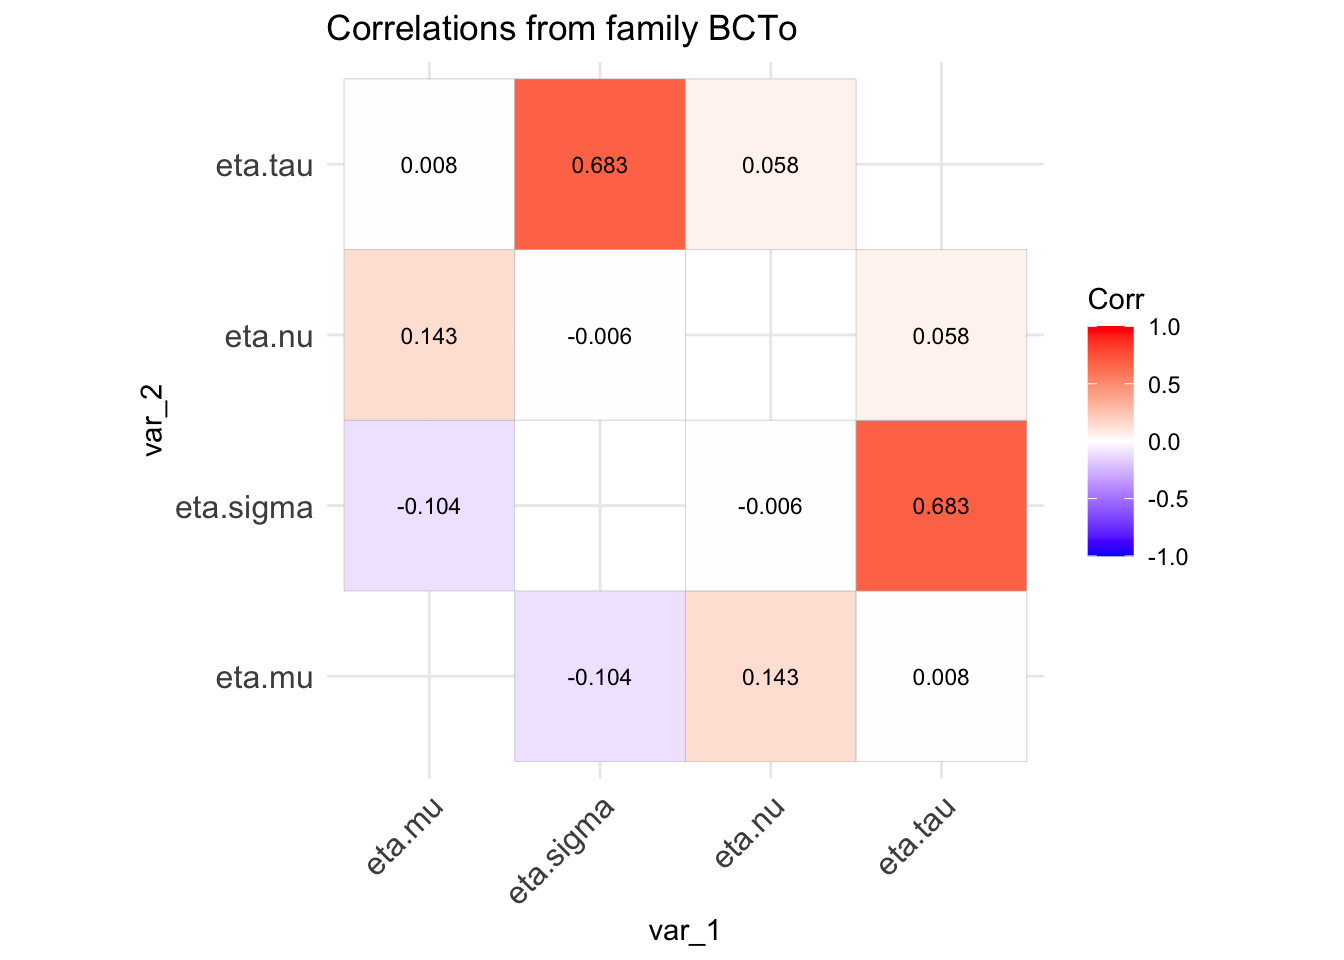 Correlations from family BCTo
eta.tau
0.008
0.683
0.058
eta.nu
0.143
-0.006
0.058
eta.sigma
-0.104
-0.006
0.683
eta.mu
-0.104
0.143
0.008
var_2
eta.mu
eta.sigma
eta.nu
eta.tau
var_1
Corr
1.0
0.5
0.0
-0.5
-1.0